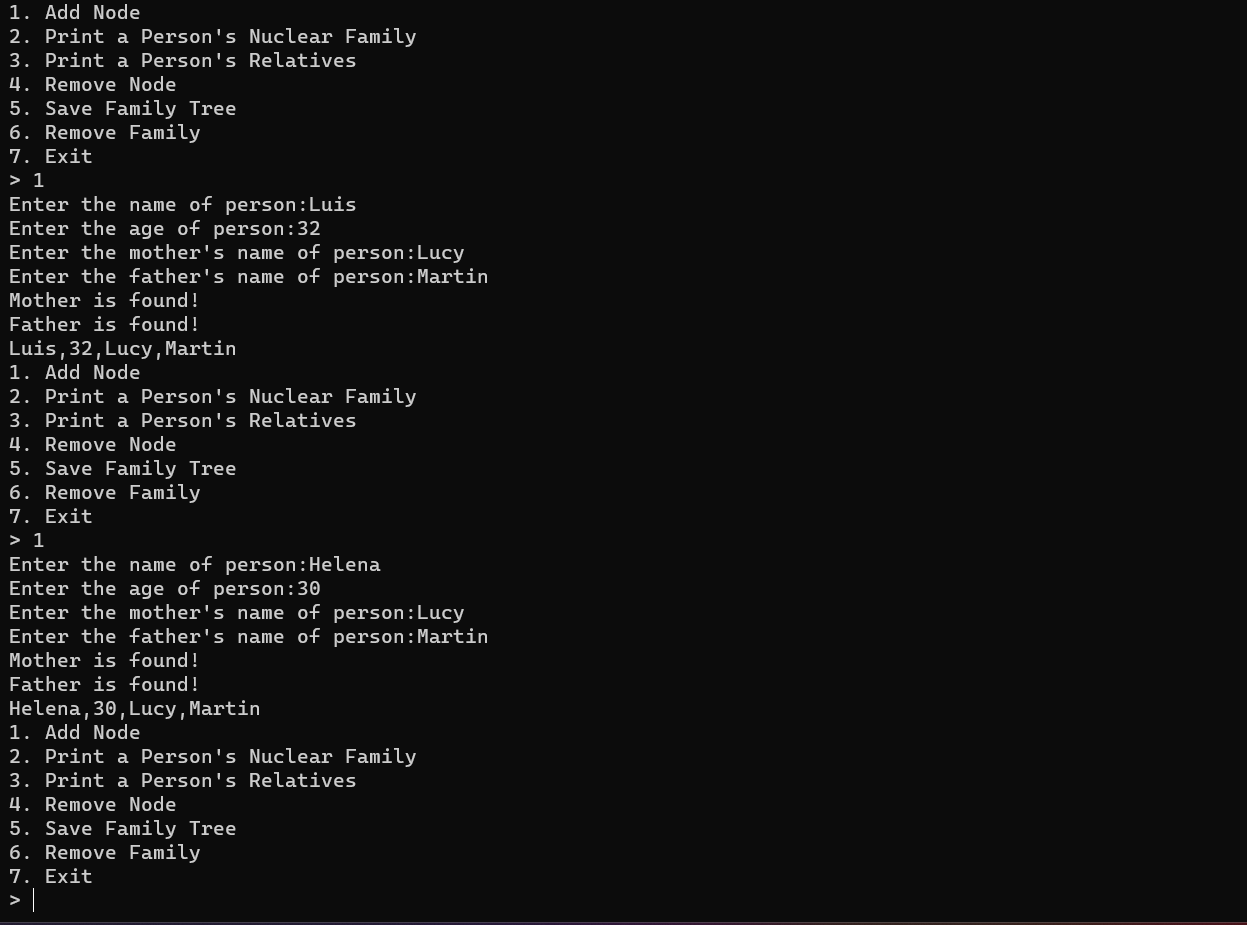 1. Add Node
2. Print a Person's Nuclear Family
3. Print a Person's Relatives
4. Remove Node
5. Save Family Tree
6. Remove Family
7. Exit
> 1
Enter the name of person:Luis
Enter the age of person:32
Enter the mother's name of person:Lucy
Enter the father's name of person:Martin
Mother is found!
Father is found!
Luis,32,Lucy,Martin
1. Add Node
2. Print a Person's Nuclear Family
3. Print a Person's Relatives
4. Remove Node
5. Save Family Tree
6. Remove Family
7. Exit
> 1
Enter the name of person:Helena
Enter the age of person:30
Enter the mother's name of person:Lucy
Enter the father's name of person:Martin
Mother is found!
Father is found!
Helena,30,Lucy,Martin
1. Add Node
2. Print a Person's Nuclear Family
3. Print a Person's Relatives
4. Remove Node
5. Save Family Tree
6. Remove Family
7. Exit
>